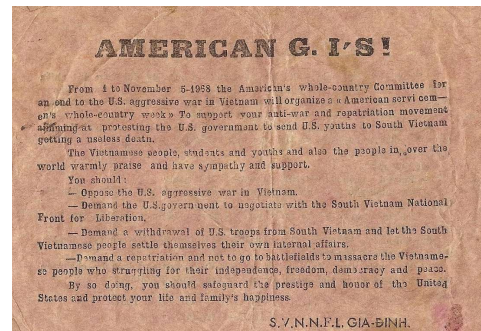 AMERICAN G. I'S!
From 1 to November 5-1968 the American's whole-country Committee for
an end to the U.S. aggressive war in Vietnam will organize a « American servicem-
en's whole-country week » To support your anti-war and repatriation movement
aimming at protesting the U.S. government to send U.S. youths to South Vietnam
getting a useless death.
The Vietnamese people, students and youths and also the people in, over the
world warmly praise and have sympathy and support.
You should:
— Oppose the U.S. aggressive war in Vietnam.
— Demand the U.S.government to negotiate with the South Vietnam National
Front for Liberation.
— Demand a withdrawal of U.S. troops from South Vietnam and let the South
Vietnamese people settle themselves their own internal affairs.
—Demand a repatriation and not to go to battlefields to massacre the Vietname-
se people who struggling for their independence, freedom, democracy and peace.
By so doing, you should safeguard the prestige and honor of the United
States and protect your life and family's happiness.
S.V.N.N.F.L. GIA-ĐINH.